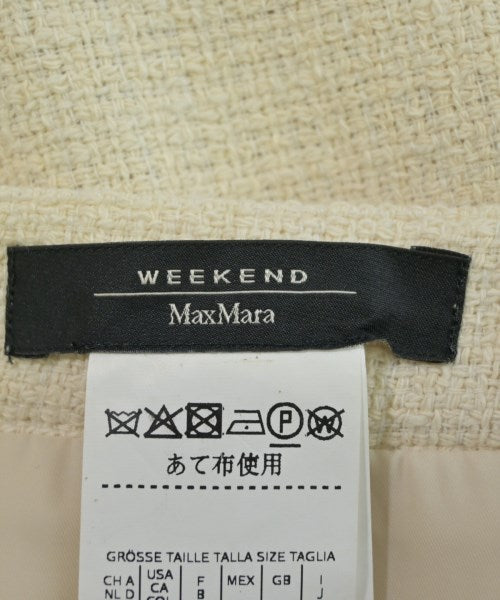 WEEKEND
MaxMara
P W
あて布使用
GRÖSSE TAILLE TALLA SIZE TAGLIA
CH A USA F MEX GB I
NL D CA B J